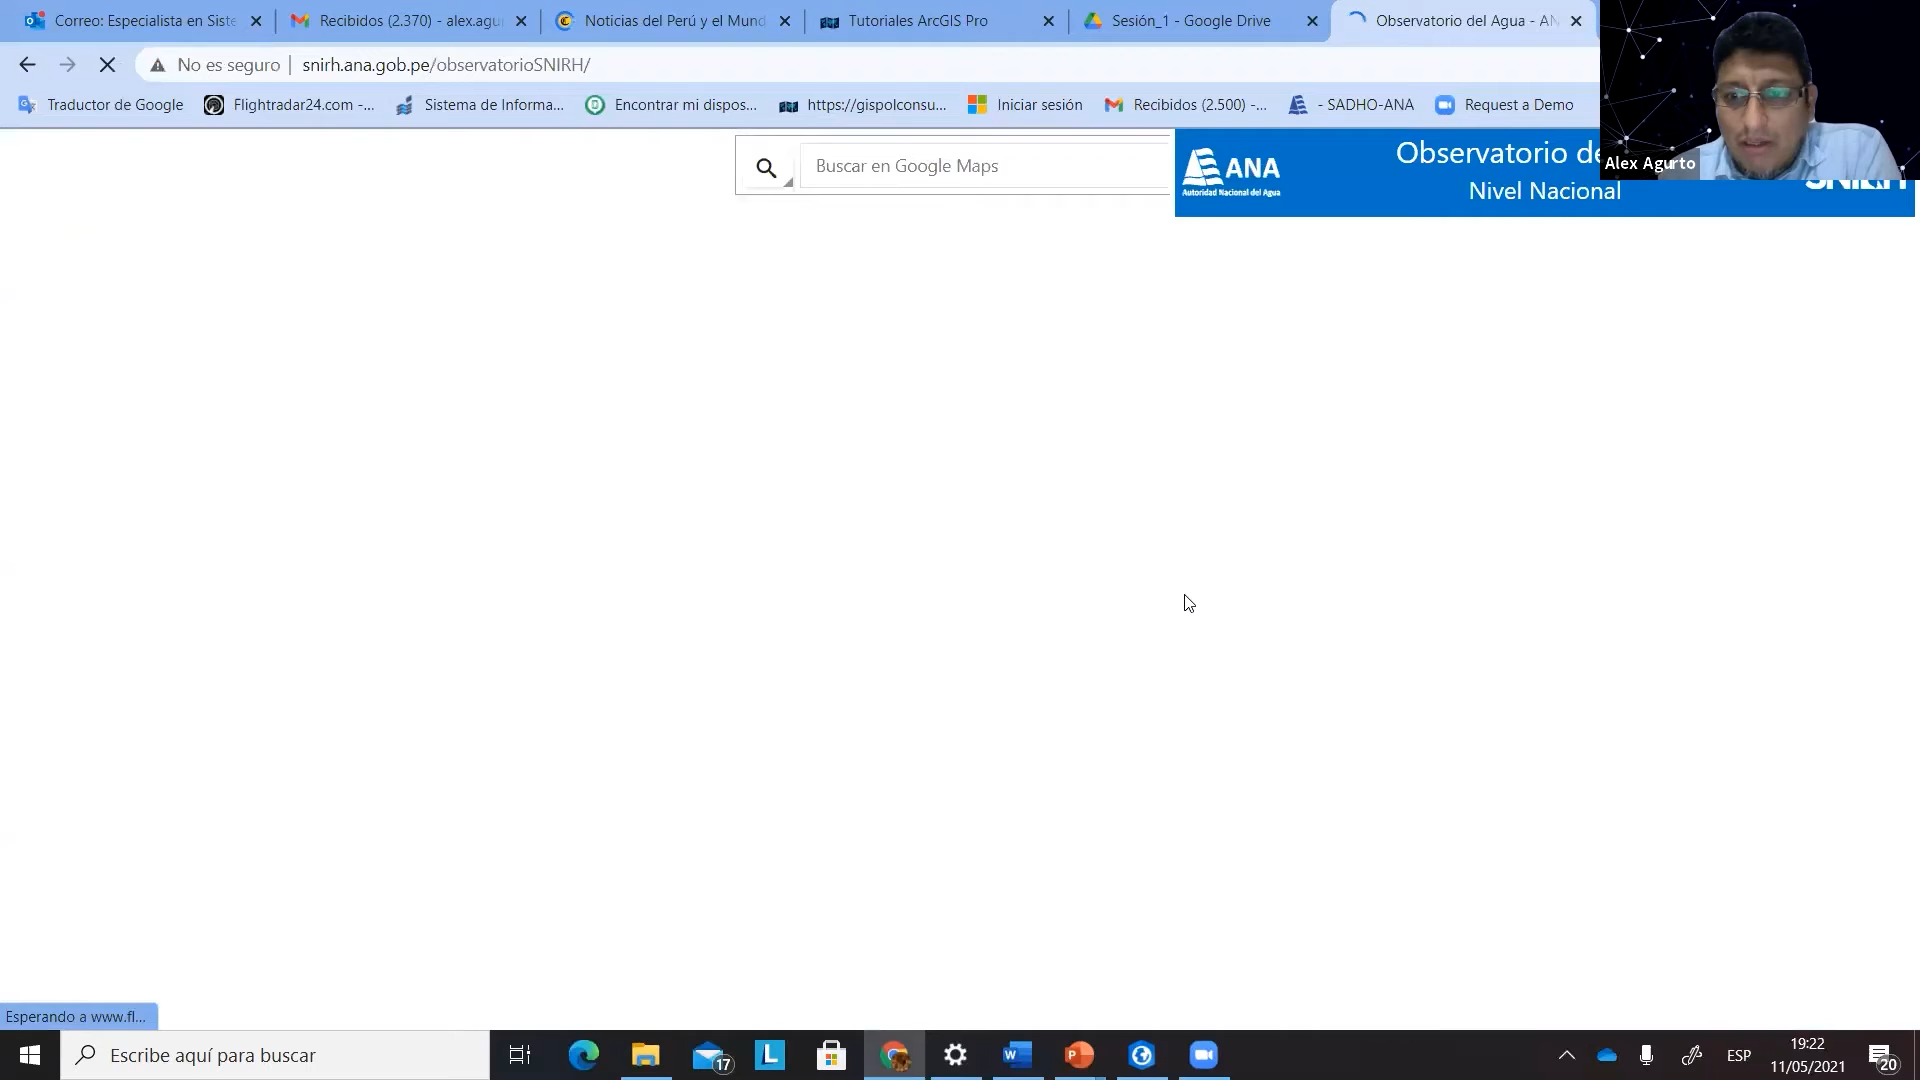 Correo: Especialista en Siste
Recibidos (2.370) - alex.agu
Noticias del Perú y el Mund
Tutoriales ArcGIS Pro
Sesión_1 - Google Drive
Observatorio del Agua - AN
No es seguro | snirh.ana.gob.pe/observatorioSNIRH/
Traductor de Google
Flightradar24.com -...
Sistema de Informa...
Encontrar mi dispos...
https://gispolconsu...
Iniciar sesión
Recibidos (2.500) -...
- SADHO-ANA
Request a Demo
Alex Agurto
Buscar en Google Maps
ANA
Autoridad Nacional del Agua
Observatorio de
Nivel Nacional
SNIRH
Esperando a www.fl...
Escribe aquí para buscar
17
ESP
19:22
11/05/2021
20